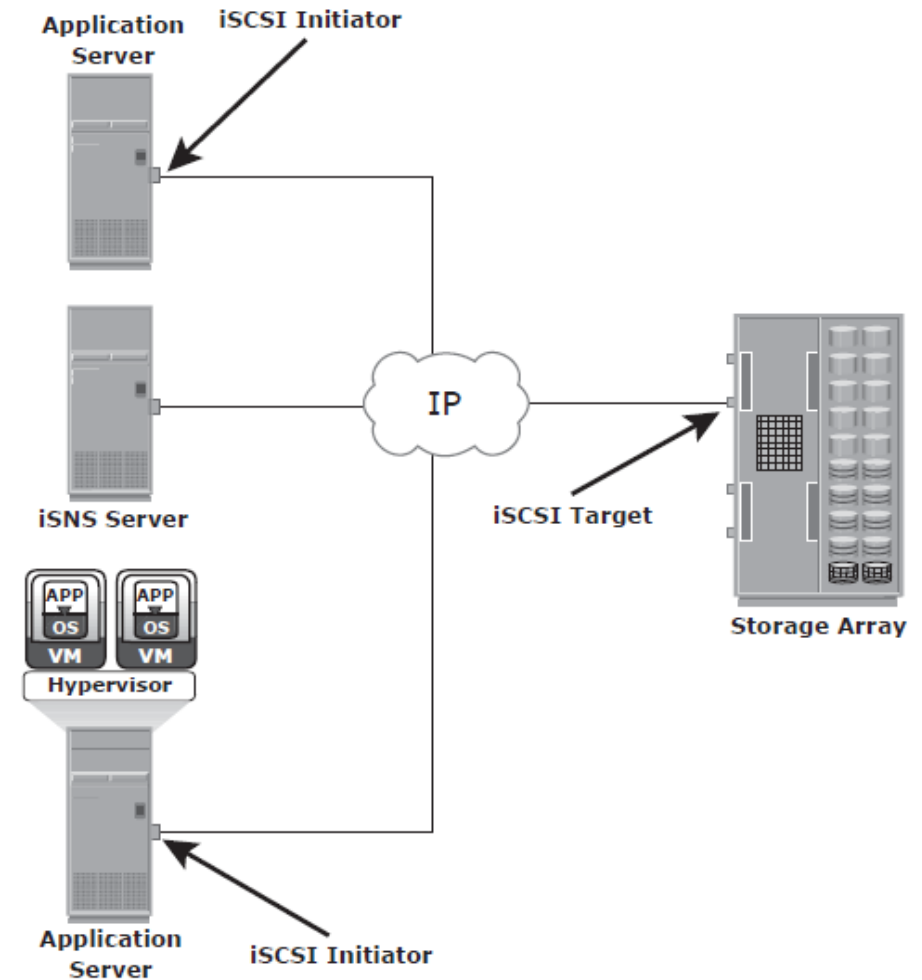 Application
Server
iSCSI Initiator
IP
iSNS Server
iSCSI Target
Storage Array
APP
OS
VM
APP
OS
VM
Hypervisor
Application
Server
iSCSI Initiator